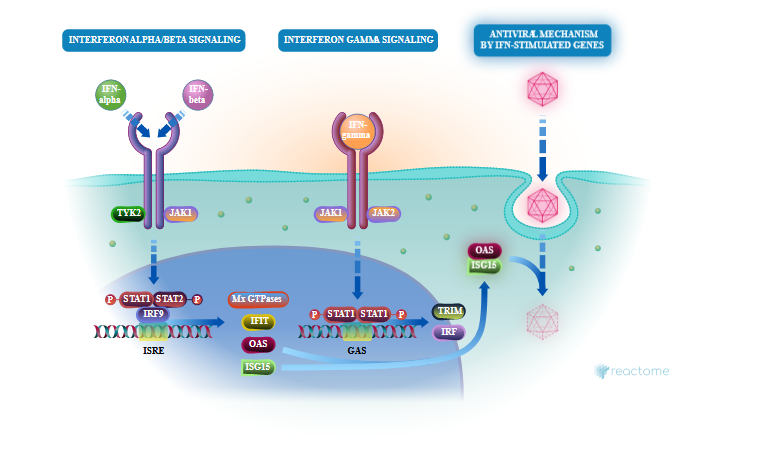 INTERFERON ALPHA/BETA SIGNALING
INTERFERON GAMMA SIGNALING
ANTIVIRAL MECHANISM
BY IFN-STIMULATED GENES
IFN-
alpha
IFN-
beta
IFN-
gamma
TYK2
JAK1
JAK1
JAK2
OAS
ISG15
P
STAT1
STAT2
P
IRF9
ISRE
Mx GTPases
IFIT
OAS
ISG15
P
STAT1
STAT1
P
GAS
TRIM
IRF
reactome